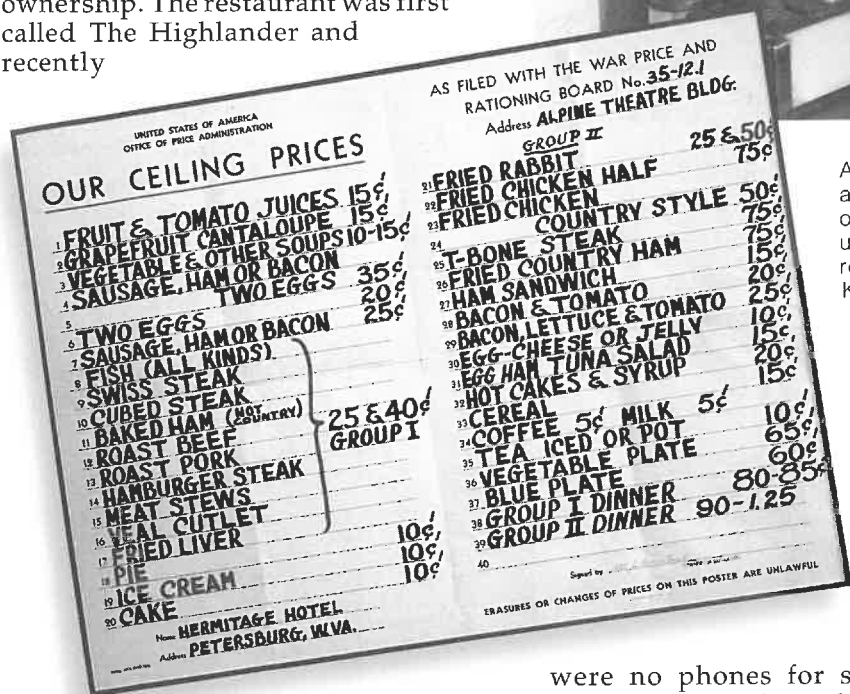 ownership. The restaurant was first
called The Highlander and
recently
UNITED STATES OF AMERICA
OFFICE OF PRICE ADMINISTRATION
OUR CEILING PRICES
1 FRUIT & TOMATO JUICES 15¢
2 GRAPEFRUIT CANTALOUPE 15¢
3 VEGETABLE & OTHER SOUPS 10-15¢
4 SAUSAGE, HAM OR BACON
5 TWO EGGS 35¢
6 TWO EGGS 20¢
7 SAUSAGE, HAM OR BACON 25¢
8 FISH (ALL KINDS)
9 SWISS STEAK
10 CUBED STEAK
11 BAKED HAM (NOT COUNTRY)
12 ROAST BEEF
13 ROAST PORK
14 HAMBURGER STEAK
15 MEAT STEWS
16 VEAL CUTLET
17 FRIED LIVER
25 & 40¢
GROUP I
18 PIE 10¢
19 ICE CREAM 10¢
20 CAKE 10¢
Name HERMITAGE HOTEL
Address PETERSBURG, W.VA.
AS FILED WITH THE WAR PRICE AND
RATIONING BOARD No. 35-12.1
Address ALPINE THEATRE BLDG.
GROUP II
21 FRIED RABBIT 25 & 50¢
22 FRIED CHICKEN HALF 75¢
23 FRIED CHICKEN
24 COUNTRY STYLE 50¢
25 T-BONE STEAK 75¢
26 FRIED COUNTRY HAM 75¢
27 HAM SANDWICH 15¢
28 BACON & TOMATO 20¢
29 BACON LETTUCE & TOMATO 25¢
30 EGG-CHEESE OR JELLY 10¢
31 EGG HAM TUNA SALAD 15¢
32 HOT CAKES & SYRUP 20¢
33 CEREAL 15¢
34 COFFEE 5¢ MILK 5¢
35 TEA ICED OR POT 10¢
36 VEGETABLE PLATE 65¢
37 BLUE PLATE 60¢
38 GROUP I DINNER 80-85¢
39 GROUP II DINNER 90-1.25
40
Signed by
ERASURES OR CHANGES OF PRICES ON THIS POSTER ARE UNLAWFUL
A
a
o
u
r
K
were no phones for s